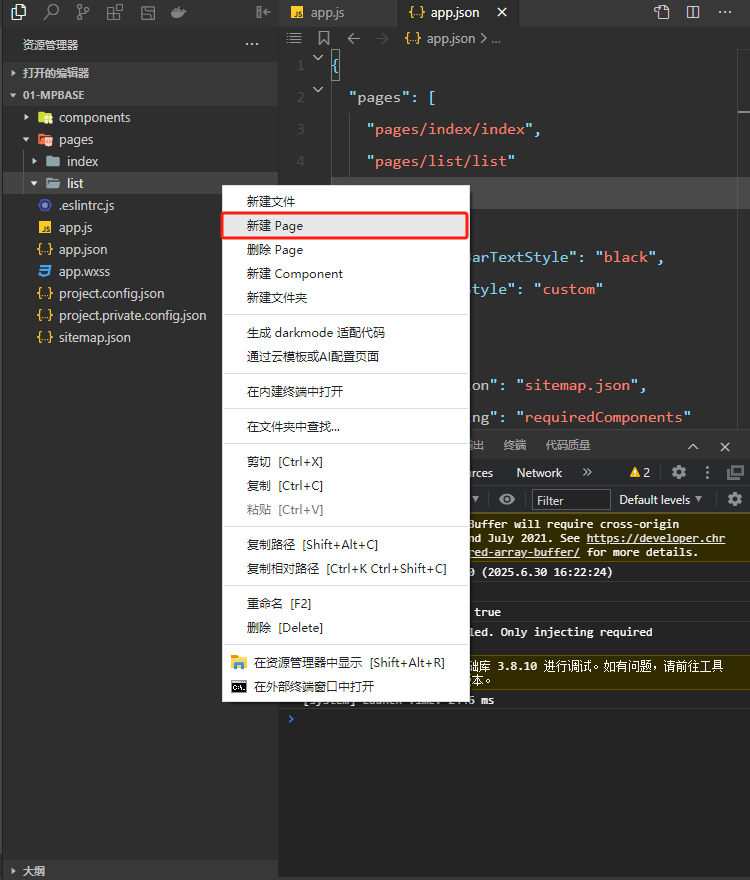 app.js
app.json
资源管理器
打开的编辑器
01-MPBASE
components
pages
index
list
.eslintrc.js
app.js
app.json
app.wxss
project.config.json
project.private.config.json
sitemap.json
大纲
app.json > ...
1 {
2 "pages": [
3 "pages/index/index",
4 "pages/list/list"
arTextStyle": "black",
tyle": "custom"
on": "sitemap.json",
ng": "requiredComponents"
新建文件
新建 Page
删除 Page
新建 Component
新建文件夹
生成 darkmode 适配代码
通过云模板或AI配置页面
在内建终端中打开
在文件夹中查找...
剪切 [Ctrl+X]
复制 [Ctrl+C]
粘贴 [Ctrl+V]
复制路径 [Shift+Alt+C]
复制相对路径 [Ctrl+K Ctrl+Shift+C]
重命名 [F2]
删除 [Delete]
在资源管理器中显示 [Shift+Alt+R]
在外部终端窗口中打开
出 终端 代码质量
rces Network 2
Filter Default levels
Buffer will require cross-origin
nd July 2021. See https://developer.chr
red-array-buffer/ for more details.
0 (2025.6.30 16:22:24)
true
led. Only injecting required
础库 3.8.10 进行调试。如有问题，请前往工具
本。
ms